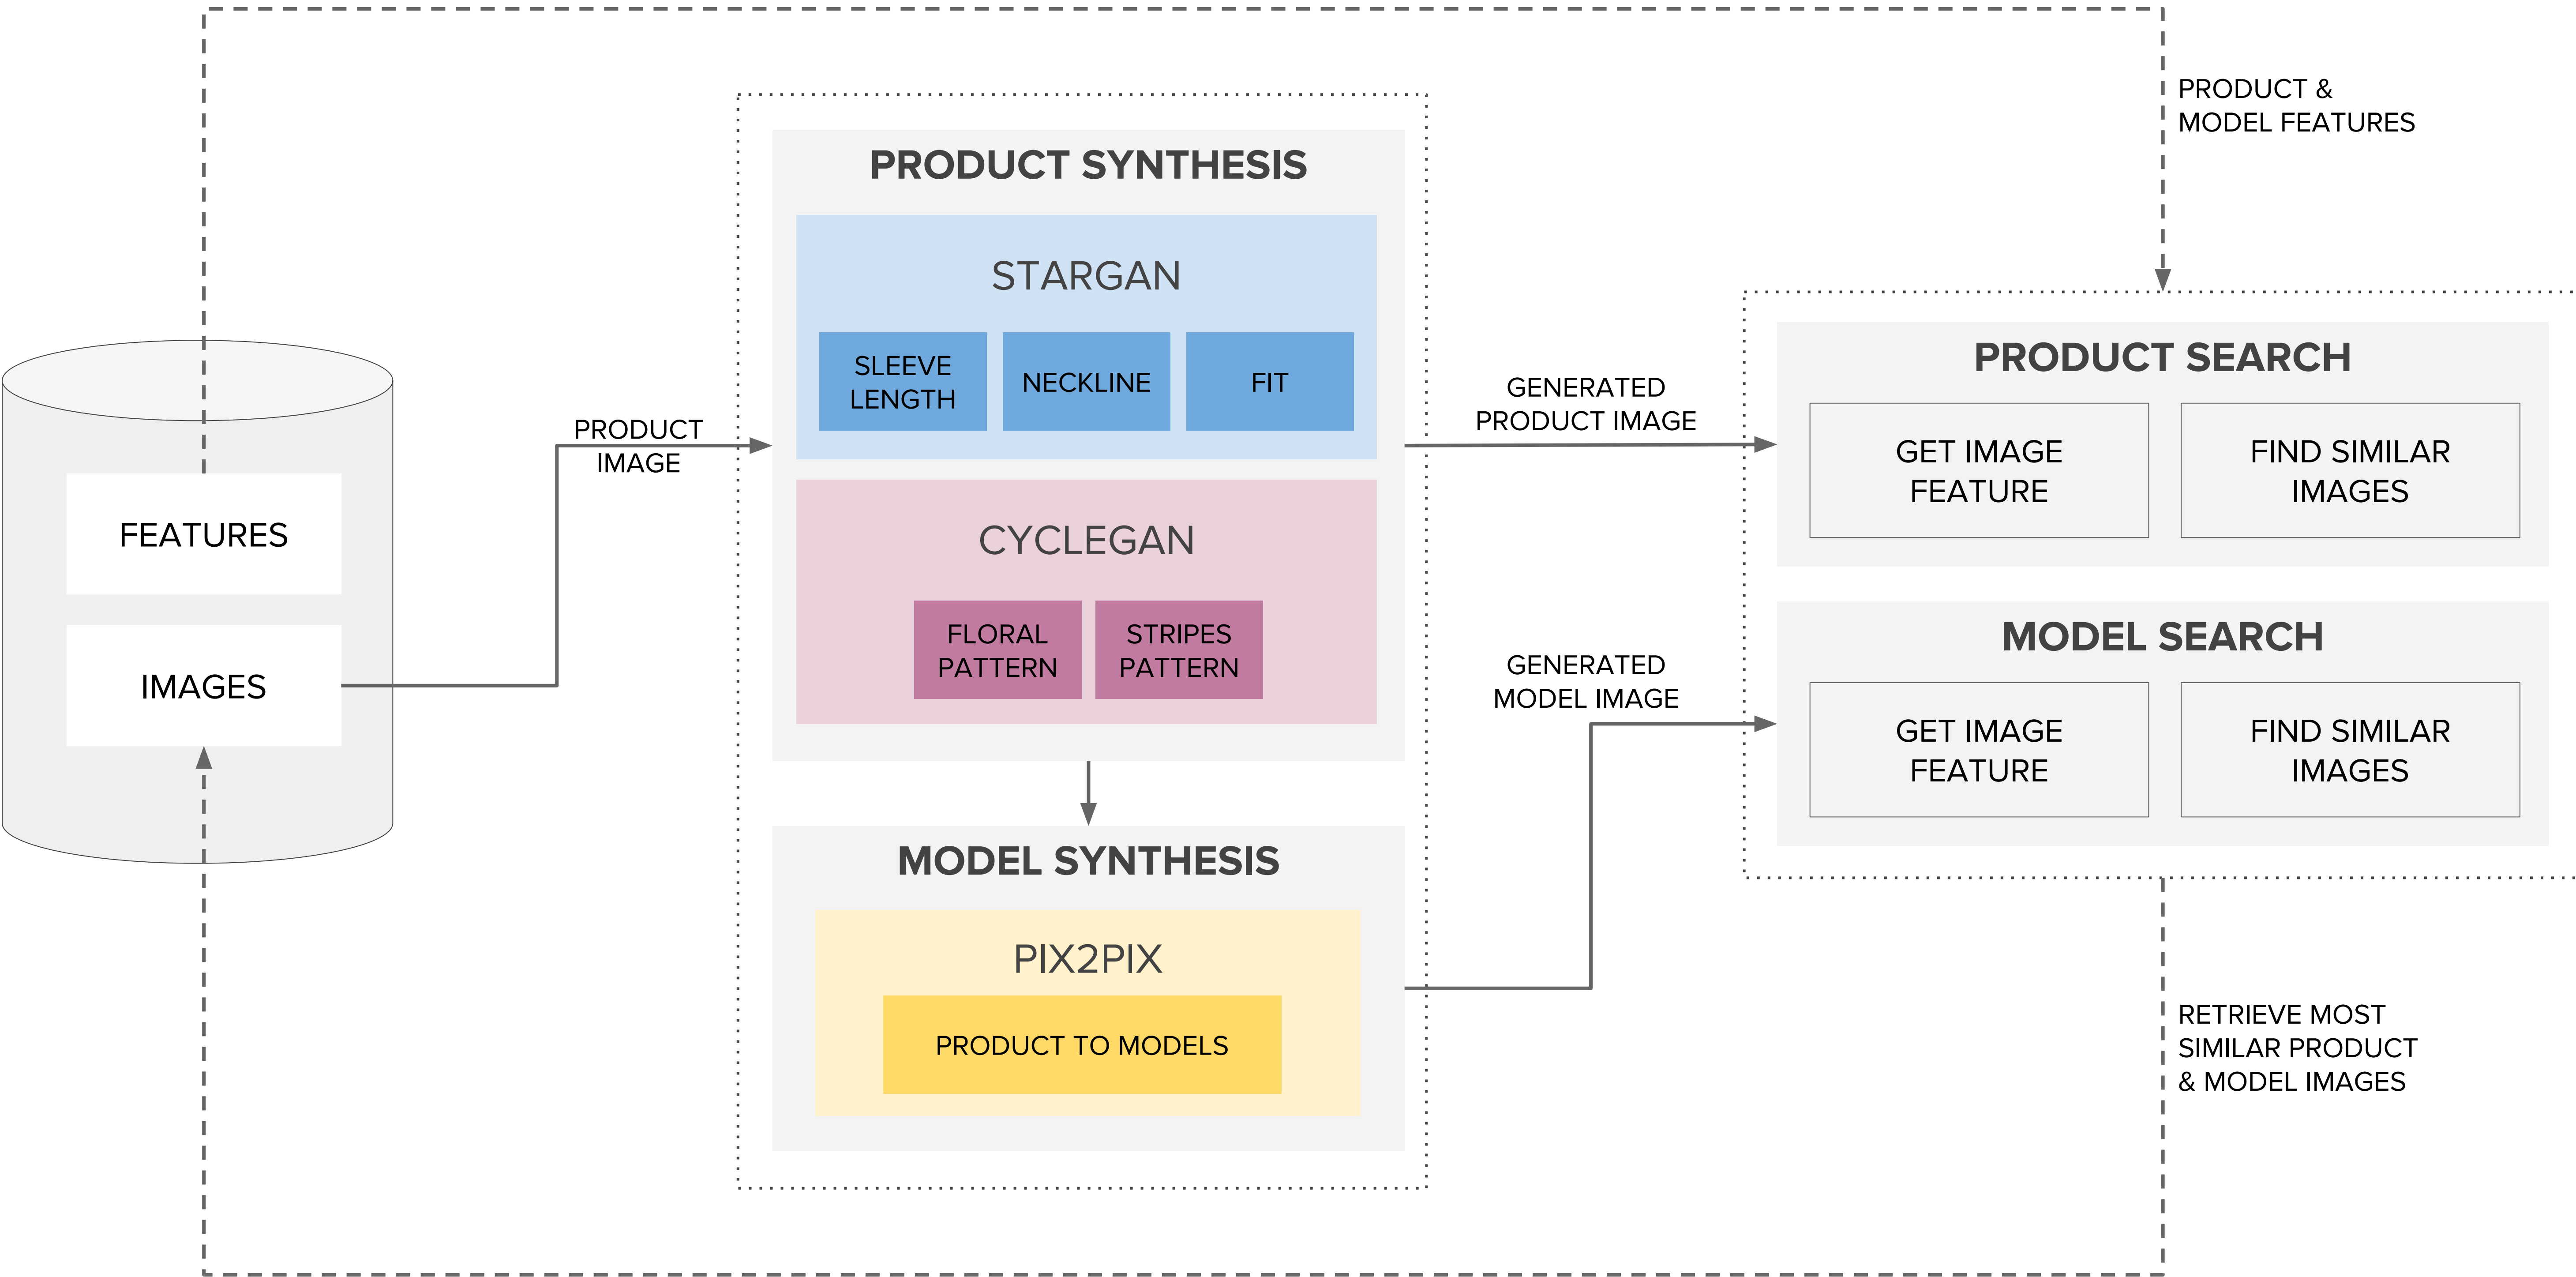 PRODUCT &
MODEL FEATURES
PRODUCT SYNTHESIS
STARGAN
SLEEVE
LENGTH
NECKLINE
FIT
CYCLEGAN
FLORAL
PATTERN
STRIPES
PATTERN
FEATURES
IMAGES
PRODUCT
IMAGE
MODEL SYNTHESIS
PIX2PIX
PRODUCT TO MODELS
GENERATED
PRODUCT IMAGE
GENERATED
MODEL IMAGE
PRODUCT SEARCH
GET IMAGE
FEATURE
FIND SIMILAR
IMAGES
MODEL SEARCH
GET IMAGE
FEATURE
FIND SIMILAR
IMAGES
RETRIEVE MOST
SIMILAR PRODUCT
& MODEL IMAGES